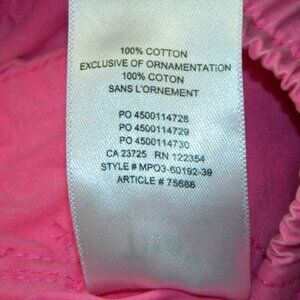 100% COTTON
EXCLUSIVE OF ORNAMENTATION
100% COTON
SANS L'ORNEMENT
PO 4500114728
PO 4500114729
PO 4500114730
CA 23725 RN 122354
STYLE # MPO3-60192-39
ARTICLE # 75686